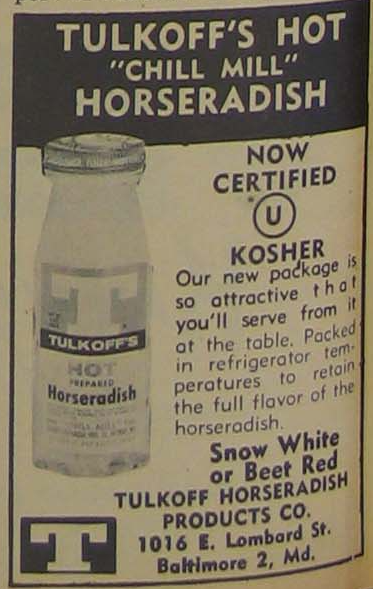 TULKOFF'S HOT
"CHILL MILL"
HORSERADISH
NOW
CERTIFIED
*U
KOSHER
Our new package is
so attractive that
you'll serve from it
at the table. Packed
in refrigerator tem-
peratures to retain
the full flavor of the
horseradish.
Snow White
or Beet Red
TULKOFF HORSERADISH
PRODUCTS CO.
1016 E. Lombard St.
Baltimore 2, Md.
T
T
TULKOFF'S
HOT
PREPARED
Horseradish